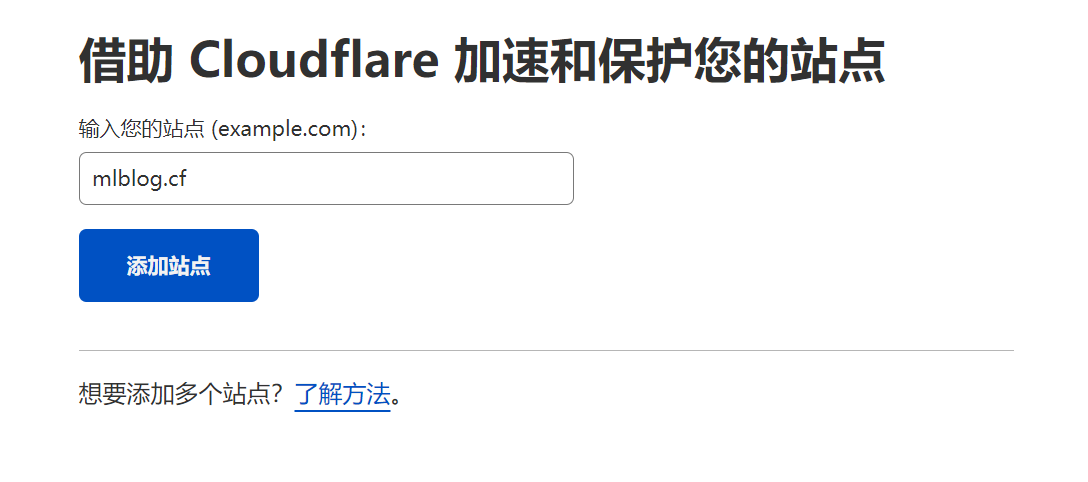 借助 Cloudflare 加速和保护您的站点
输入您的站点 (example.com)：
mlblog.cf
添加站点
想要添加多个站点？了解方法。